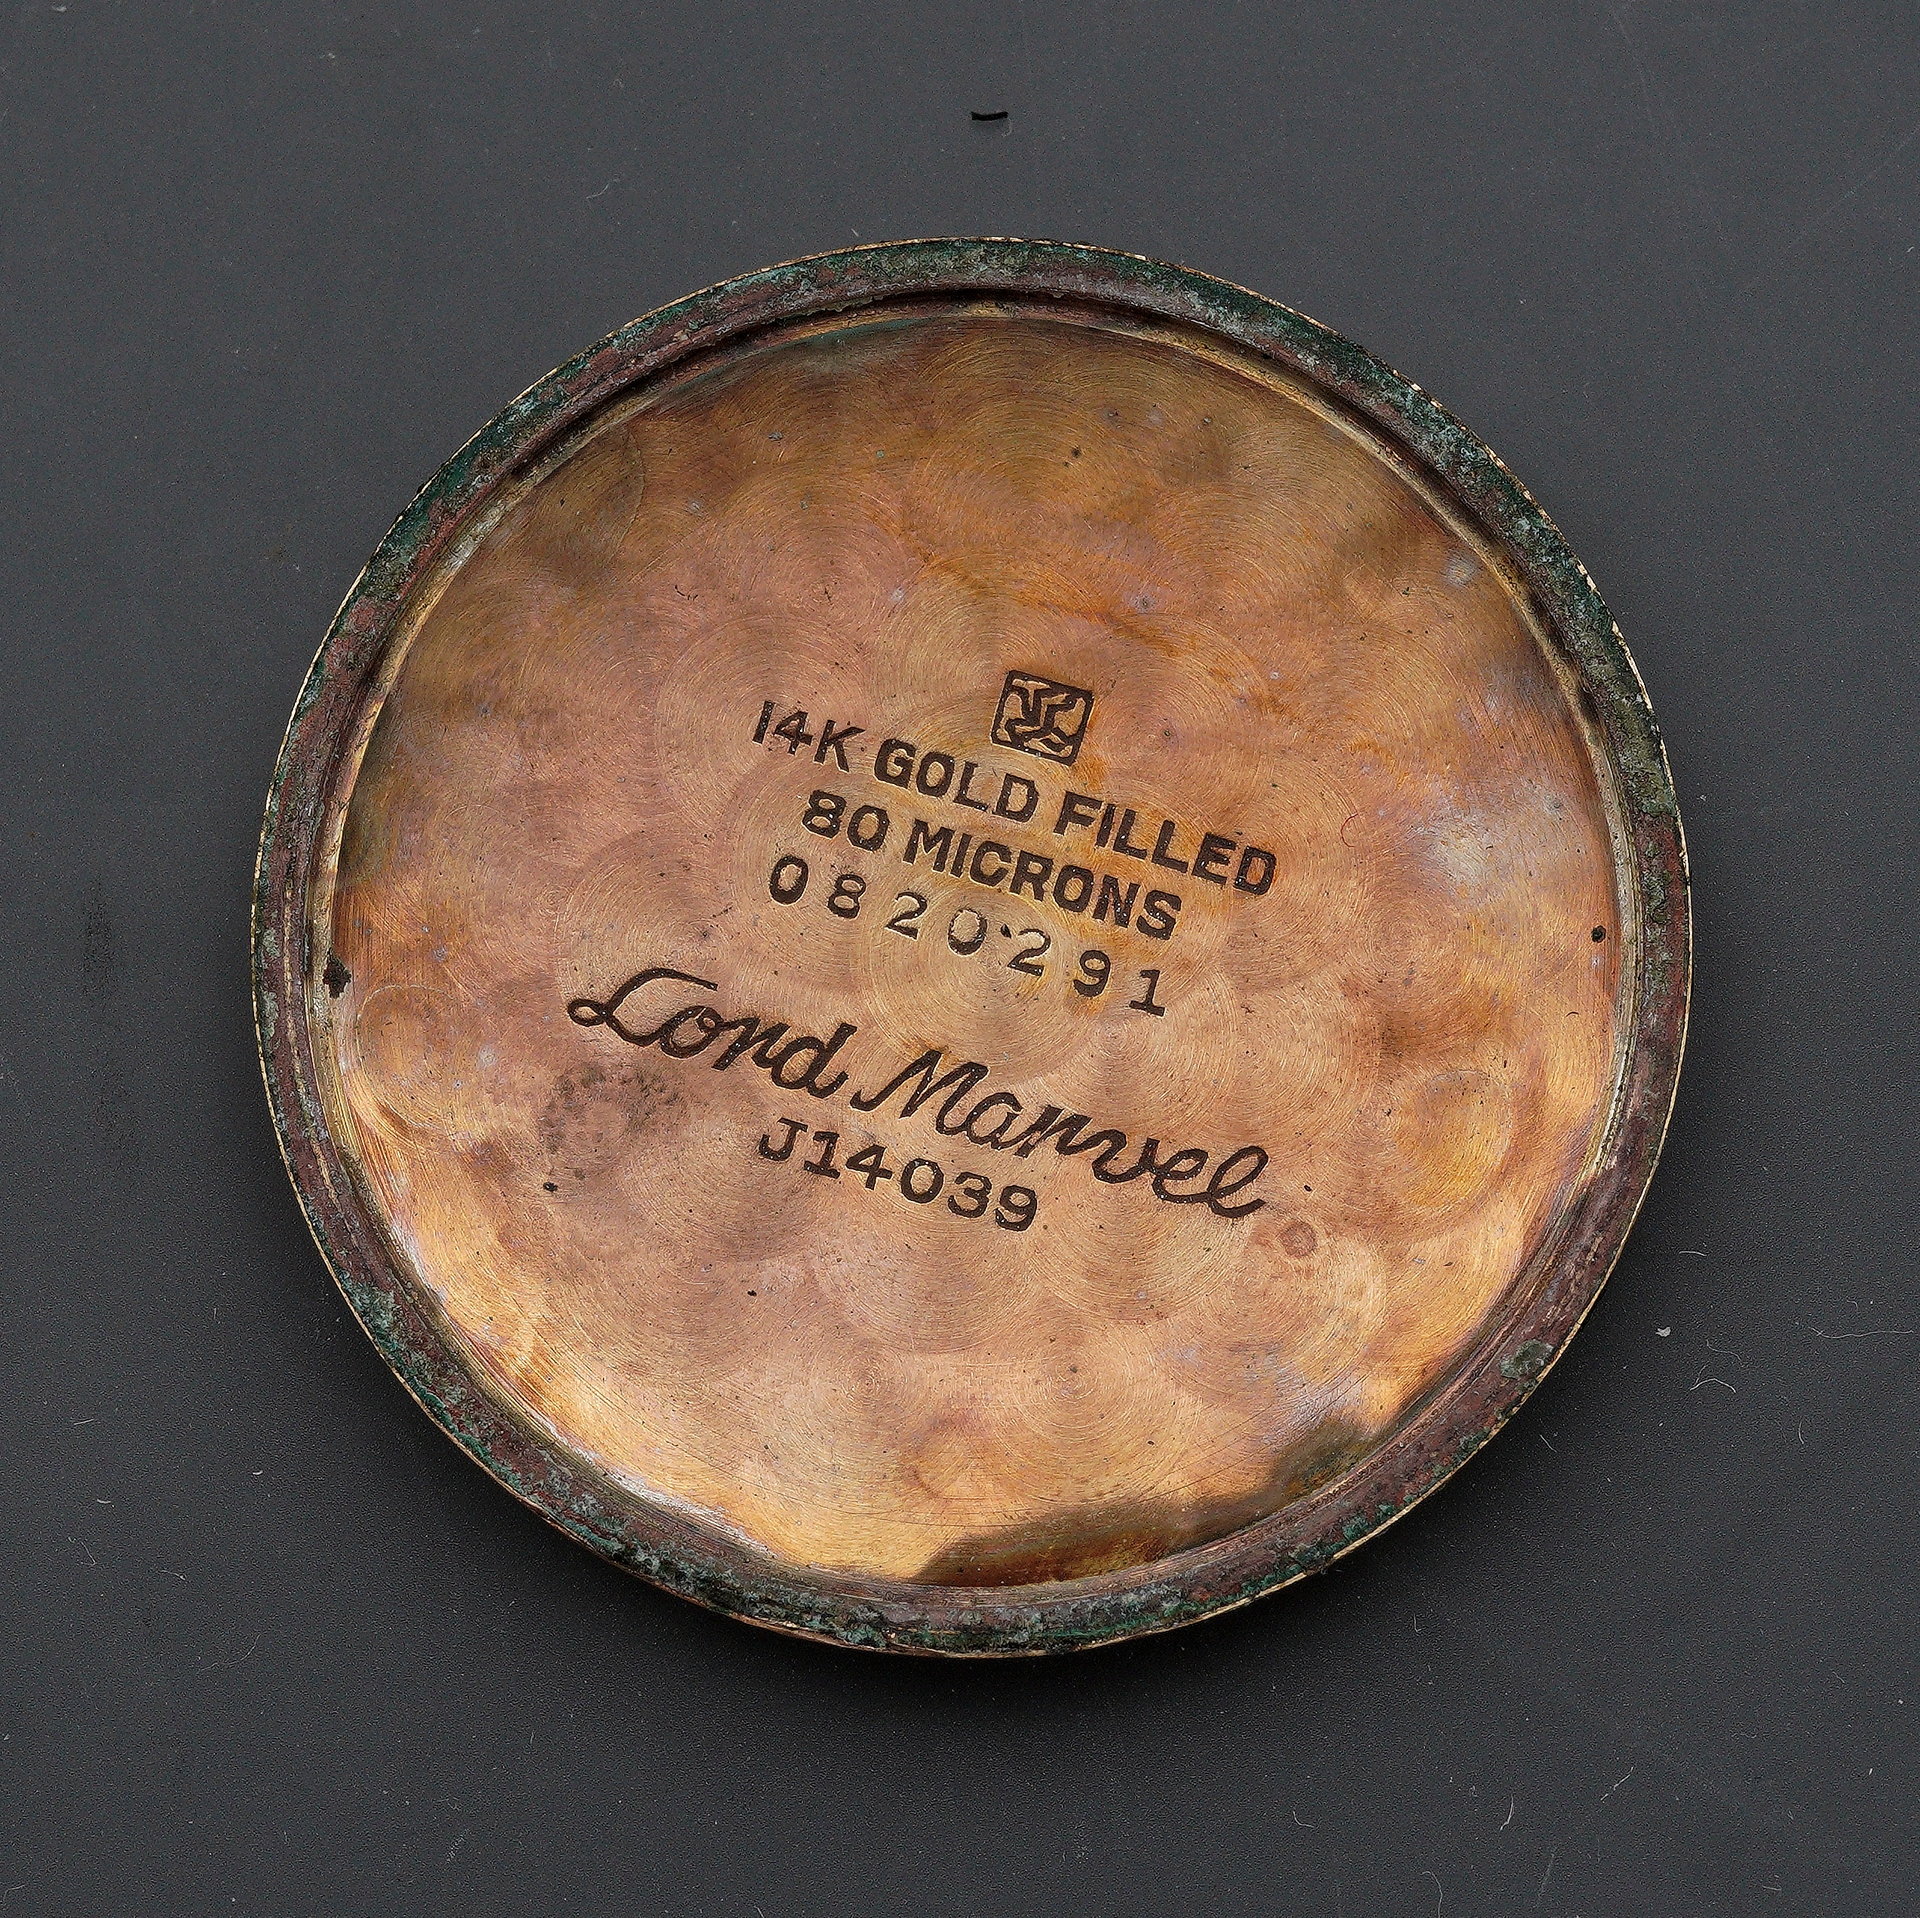 14K GOLD FILLED
80 MICRONS
0820291
Lord Marvel
J14039